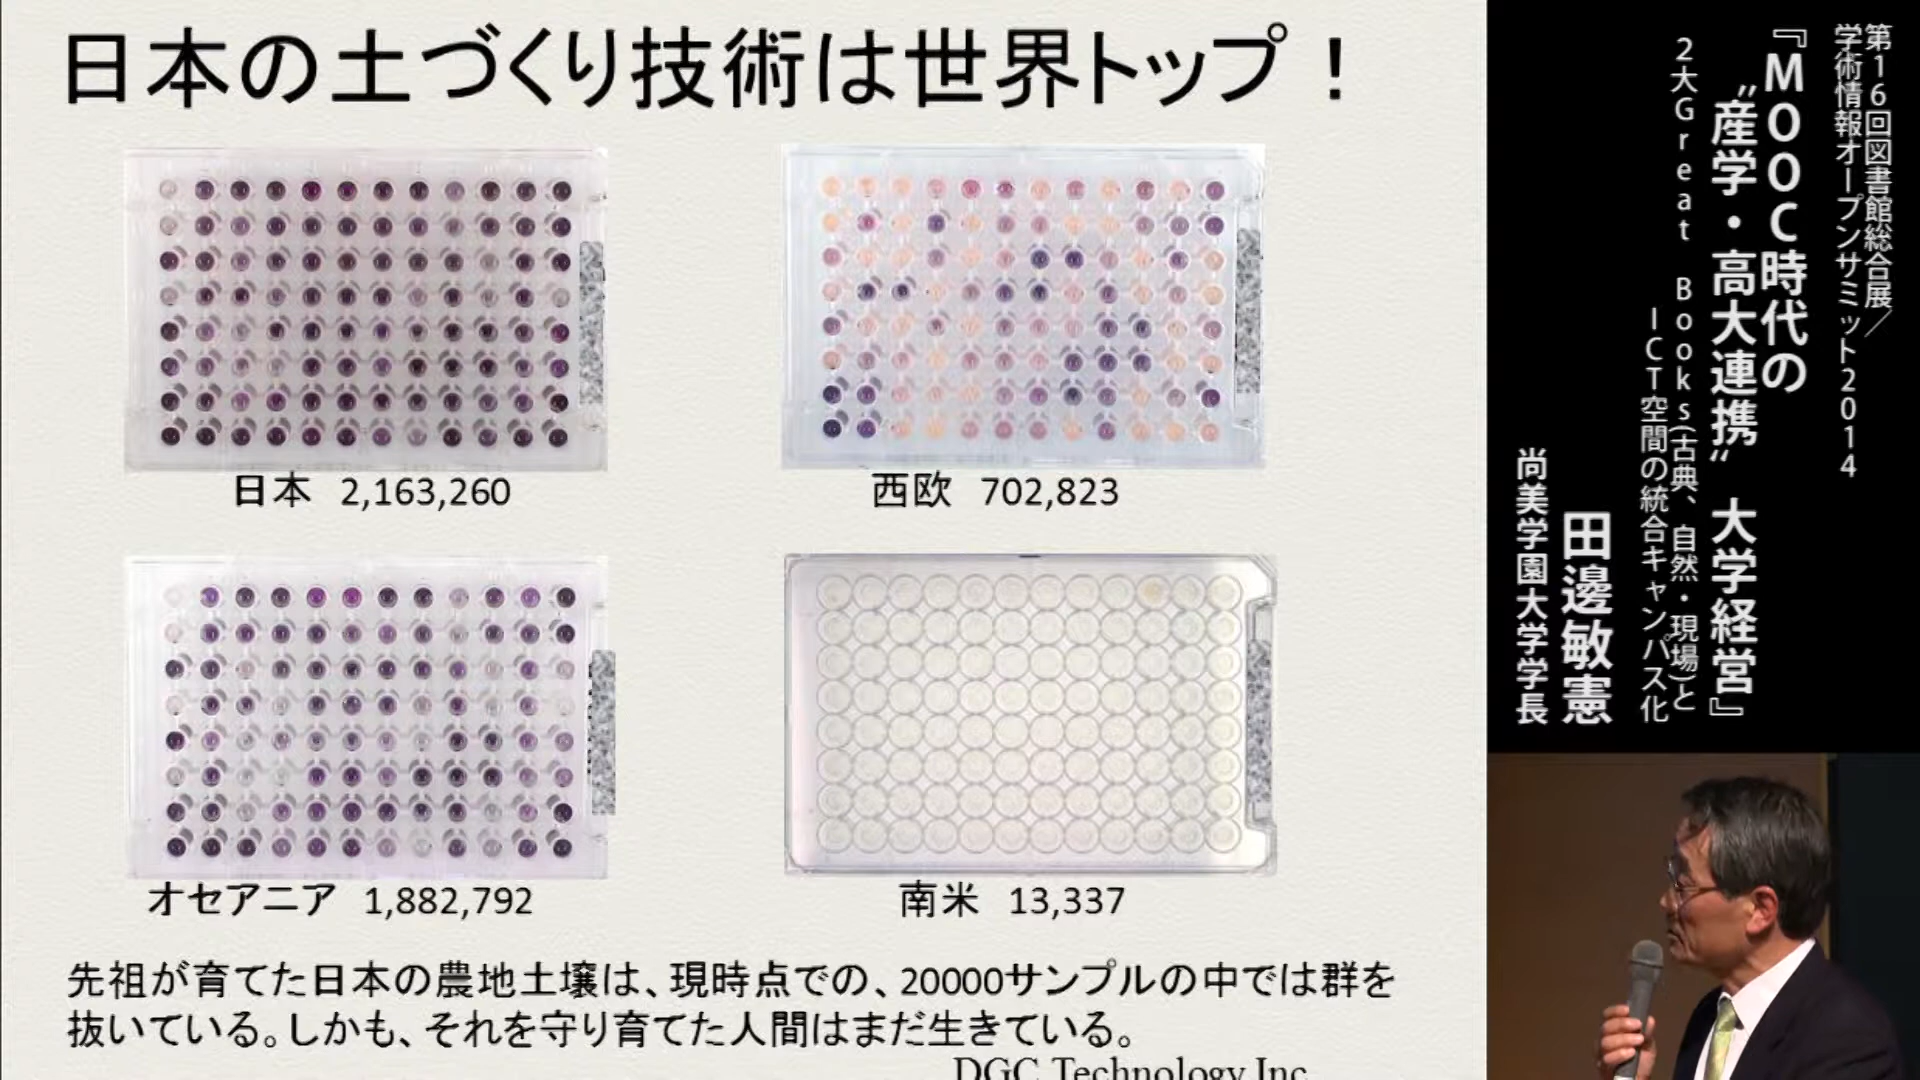 日本の土づくり技術は世界トップ！
日本 2,163,260
西欧 702,823
オセアニア 1,882,792
南米 13,337
先祖が育てた日本の農地土壌は、現時点での、20000サンプルの中では群を
抜いている。しかも、それを守り育てた人間はまだ生きている。
DGC Technology Inc
第16回図書館総合展／
学術情報オープンサミット2014
『MOOC時代の
〝産学・高大連携〟 大学経営』
2大Great Books(古典、自然・現場)と
ICT空間の統合キャンパス化
田邊敏憲
尚美学園大学学長